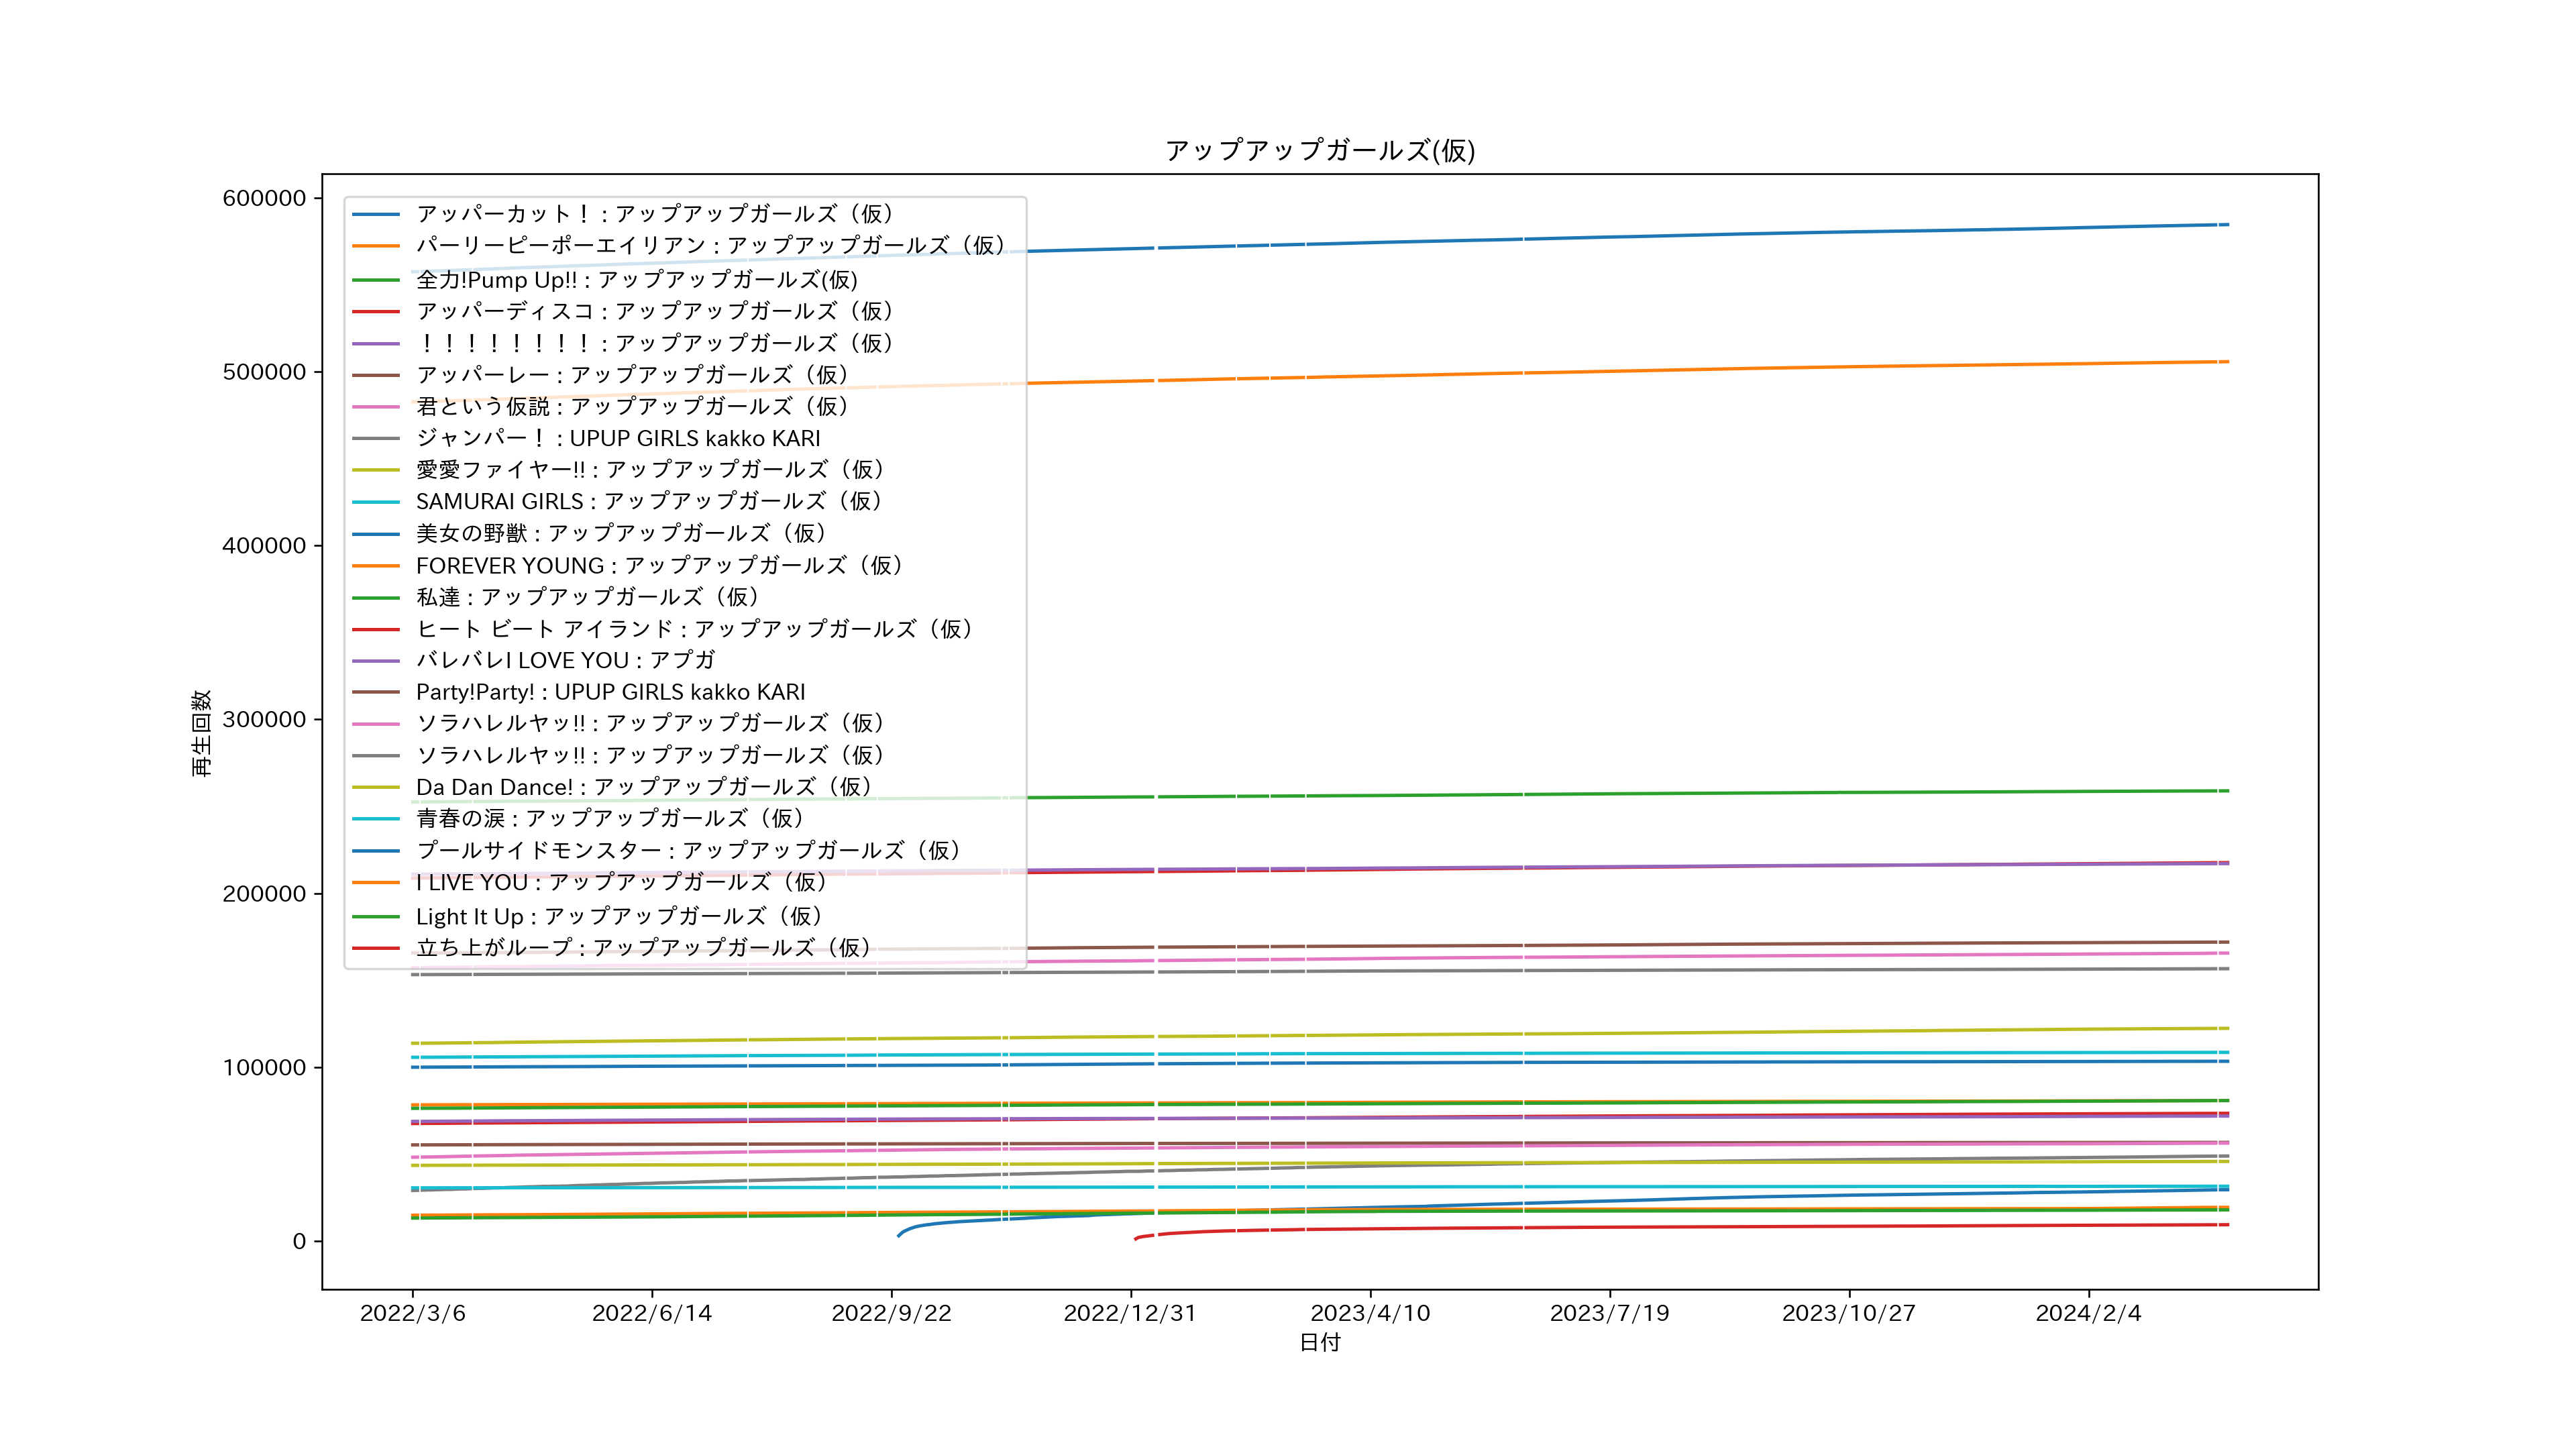 アップアップガールズ(仮)
600000
500000
400000
300000
200000
100000
0
再生回数
アッパーカット！ : アップアップガールズ（仮）
パーリーピーポーエイリアン : アップアップガールズ（仮）
全力!Pump Up!! : アップアップガールズ(仮)
アッパーディスコ : アップアップガールズ（仮）
！！！！！！！！ : アップアップガールズ（仮）
アッパーレー : アップアップガールズ（仮）
君という仮説 : アップアップガールズ（仮）
ジャンパー！ : UPUP GIRLS kakko KARI
愛愛ファイヤー!! : アップアップガールズ（仮）
SAMURAI GIRLS : アップアップガールズ（仮）
美女の野獣 : アップアップガールズ（仮）
FOREVER YOUNG : アップアップガールズ（仮）
私達 : アップアップガールズ（仮）
ヒート ビート アイランド : アップアップガールズ（仮）
バレバレI LOVE YOU : アプガ
Party!Party! : UPUP GIRLS kakko KARI
ソラハレルヤッ!! : アップアップガールズ（仮）
ソラハレルヤッ!! : アップアップガールズ（仮）
Da Dan Dance! : アップアップガールズ（仮）
青春の涙 : アップアップガールズ（仮）
プールサイドモンスター : アップアップガールズ（仮）
I LIVE YOU : アップアップガールズ（仮）
Light It Up : アップアップガールズ（仮）
立ち上がループ : アップアップガールズ（仮）
2022/3/6 2022/6/14 2022/9/22 2022/12/31 2023/4/10 2023/7/19 2023/10/27 2024/2/4
日付